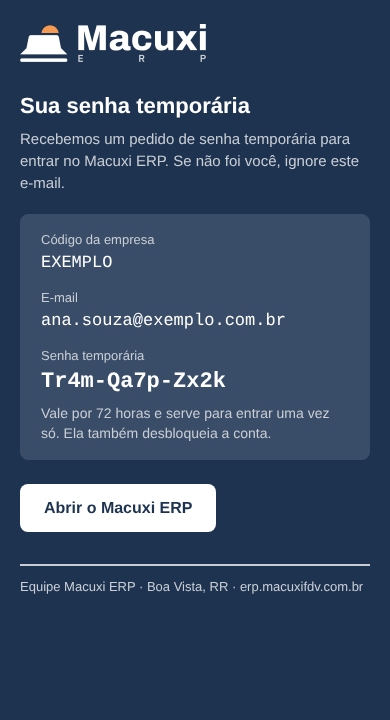 Macuxi
E R P
Sua senha temporária
Recebemos um pedido de senha temporária para
entrar no Macuxi ERP. Se não foi você, ignore este
e-mail.
Código da empresa
EXEMPLO
E-mail
ana.souza@exemplo.com.br
Senha temporária
Tr4m-Qa7p-Zx2k
Vale por 72 horas e serve para entrar uma vez
só. Ela também desbloqueia a conta.
Abrir o Macuxi ERP
Equipe Macuxi ERP · Boa Vista, RR · erp.macuxifdv.com.br